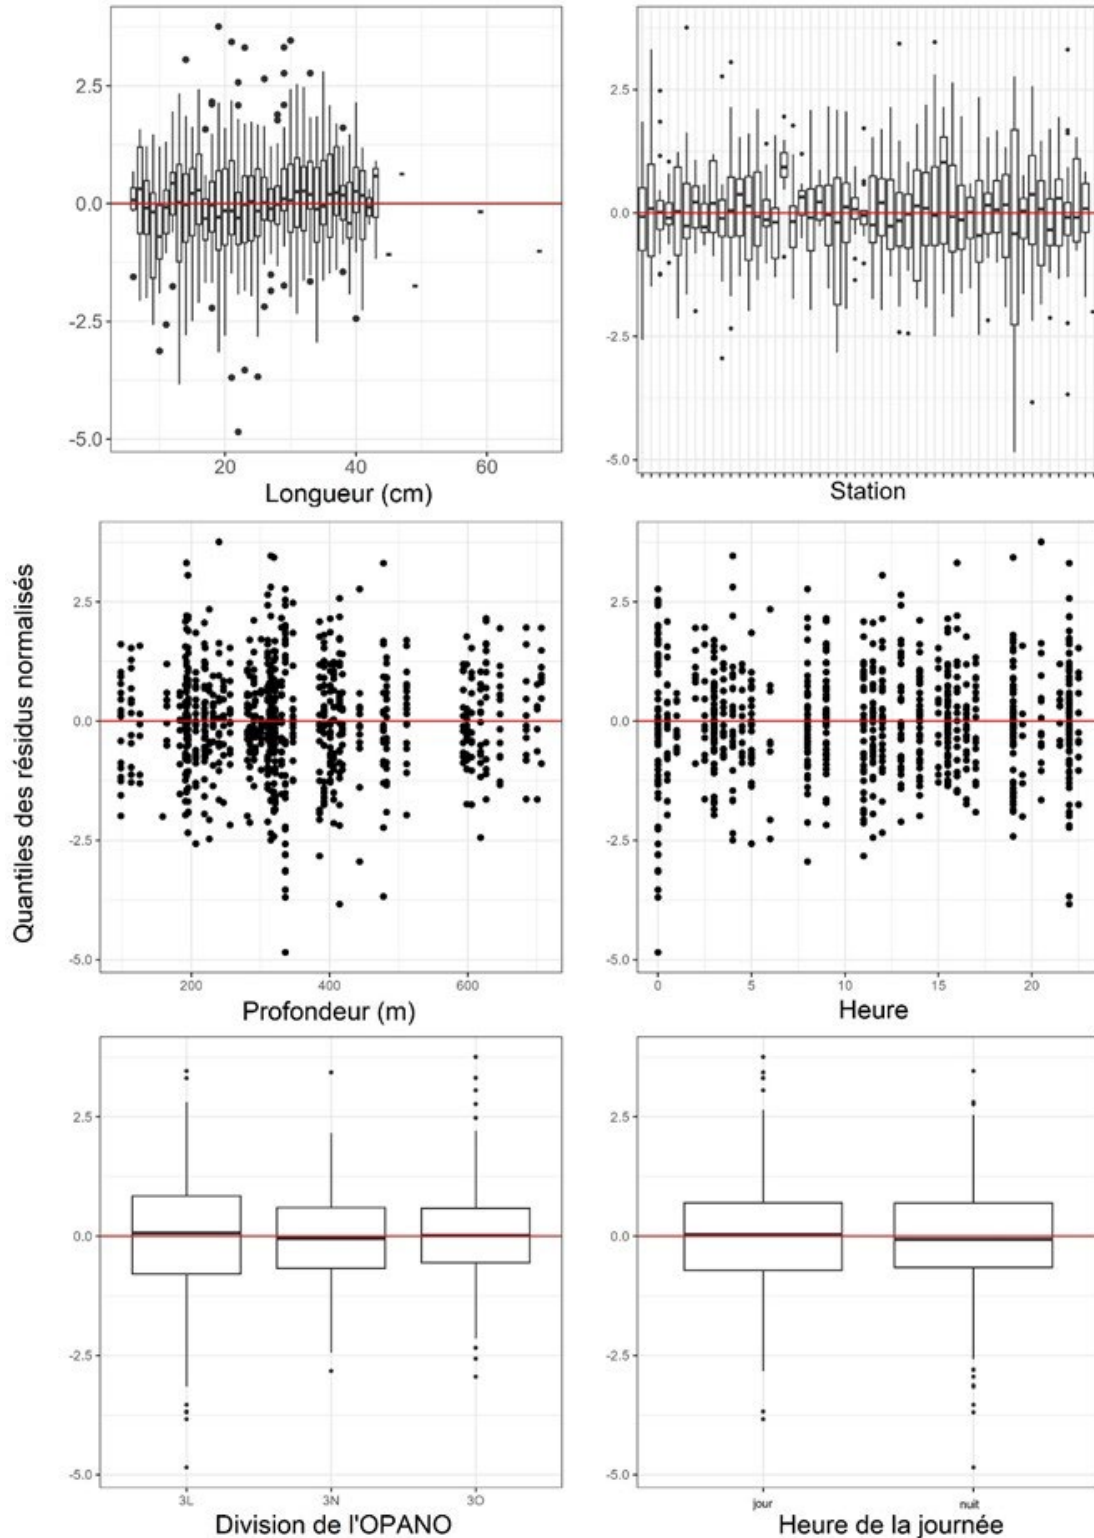 2.5
0.0
-2.5
-5.0
20
40
60
Longueur (cm)
2.5
0.0
-2.5
-5.0
Station
Quantiles des résidus normalisés
2.5
0.0
-2.5
-5.0
200
400
600
Profondeur (m)
2.5
0.0
-2.5
-5.0
0
5
10
15
20
Heure
2.5
0.0
-2.5
-5.0
3L
3N
3O
Division de l'OPANO
2.5
0.0
-2.5
-5.0
jour
nuit
Heure de la journée